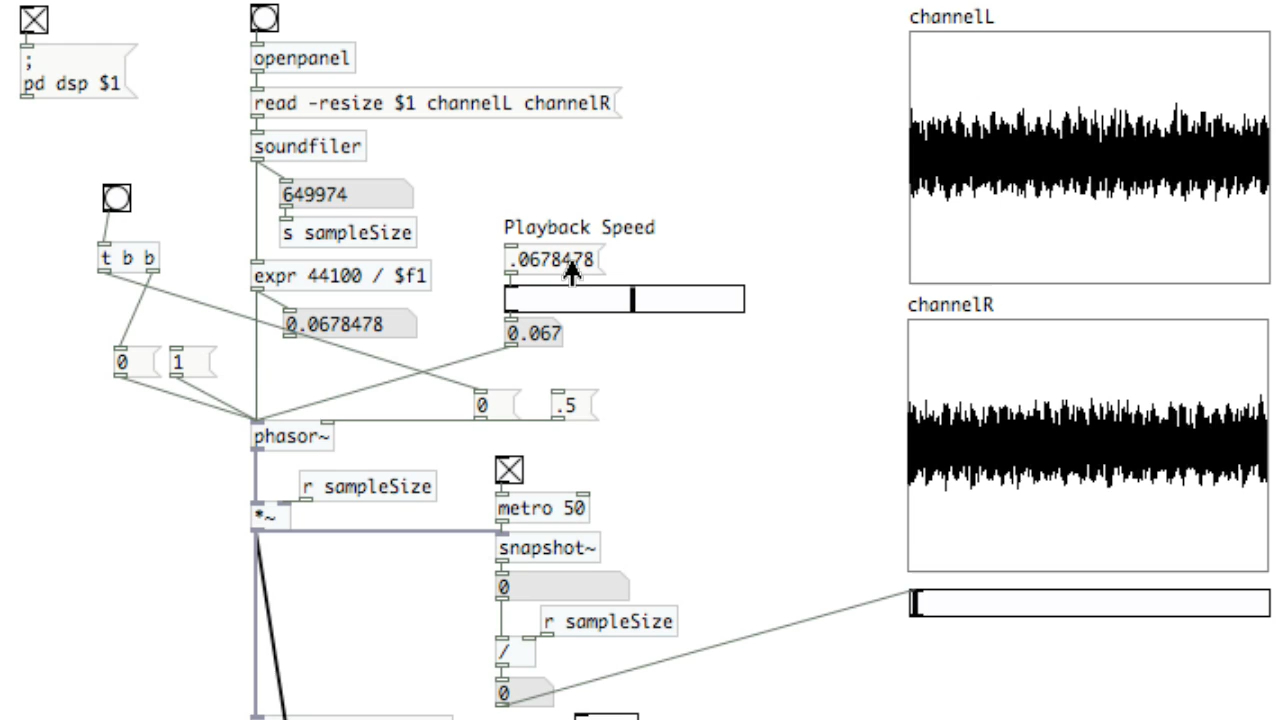 channelL
;
pd dsp $1
openpanel
read -resize $1 channelL channelR
soundfiler
649974
s sampleSize
Playback Speed
t b b
.0678478
expr 44100 / $f1
channelR
0.0678478
0.067
0
1
0
.5
phasor~
r sampleSize
*~
metro 50
snapshot~
0
r sampleSize
/
0